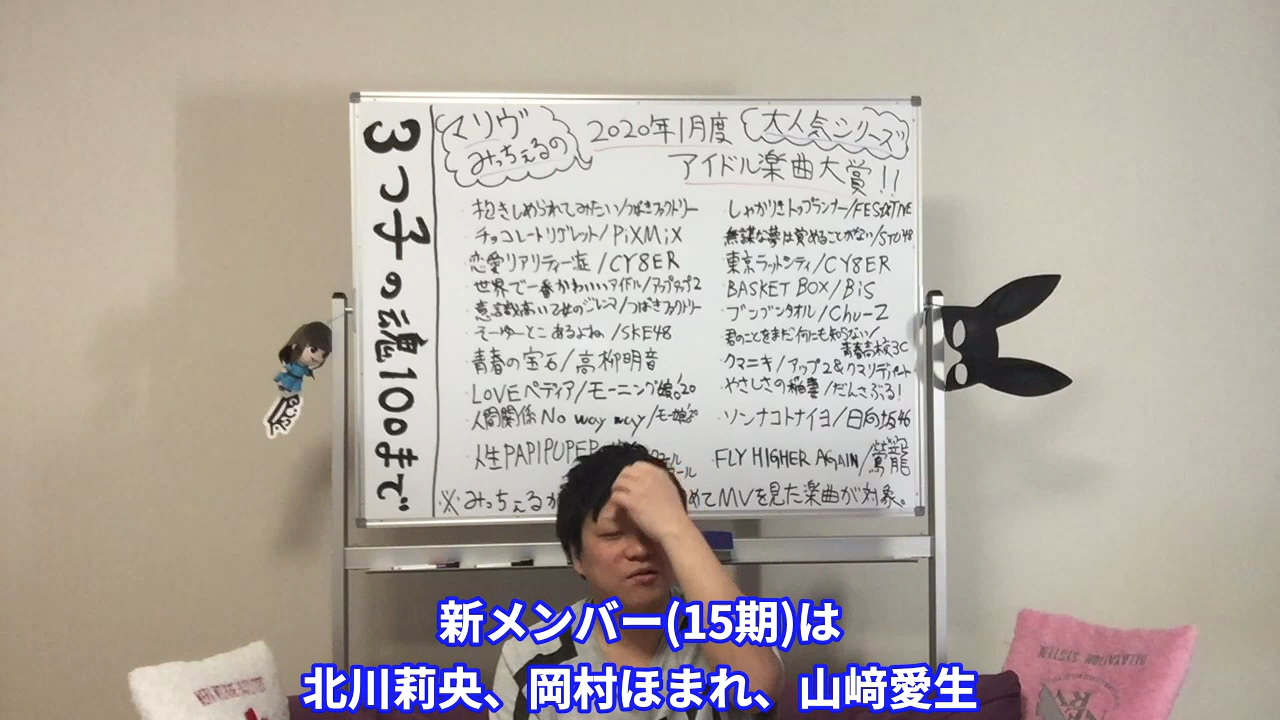 3つ子の魂100まで
マリヴ
みっちぇるの
2020年1月度
大人気シリーズ
アイドル楽曲大賞!!
・抱きしめられてみたい/つばきファクトリー
・チョコレートリグレット/PiXMiX
・恋愛リアリティー症/CY8ER
・世界で一番かわいいアイドル/アップアップ2
・意識高い乙女のジレンマ/つばきファクトリー
・そーゆーとこあるよね/SKE48
・青春の宝石/高柳明音
・LOVEペディア/モーニング娘。'20
・人間関係No way way/モー娘'20
・人生PAPIPUPEP
・しゃかりきトップランナー/FES☆TIVE
・無謀な夢は覚めることがない/STU48
・東京ラットシティ/CY8ER
・BASKET BOX/BiS
・ブンブンタオル/Chu-Z
・君のことをまだ何にも知らない/
青春高校3C
・クマニキ/アップ2&クマリデパート
・やさしさの稲妻/だんさぶる!
・ソンナコトナイヨ/日向坂46
・FLY HIGHER AGAIN/鶯籠
※みっちぇるが めてMVを見た楽曲が対象。
新メンバー(15期)は
北川莉央、岡村ほまれ、山﨑愛生
RELAXATION SYSTEM